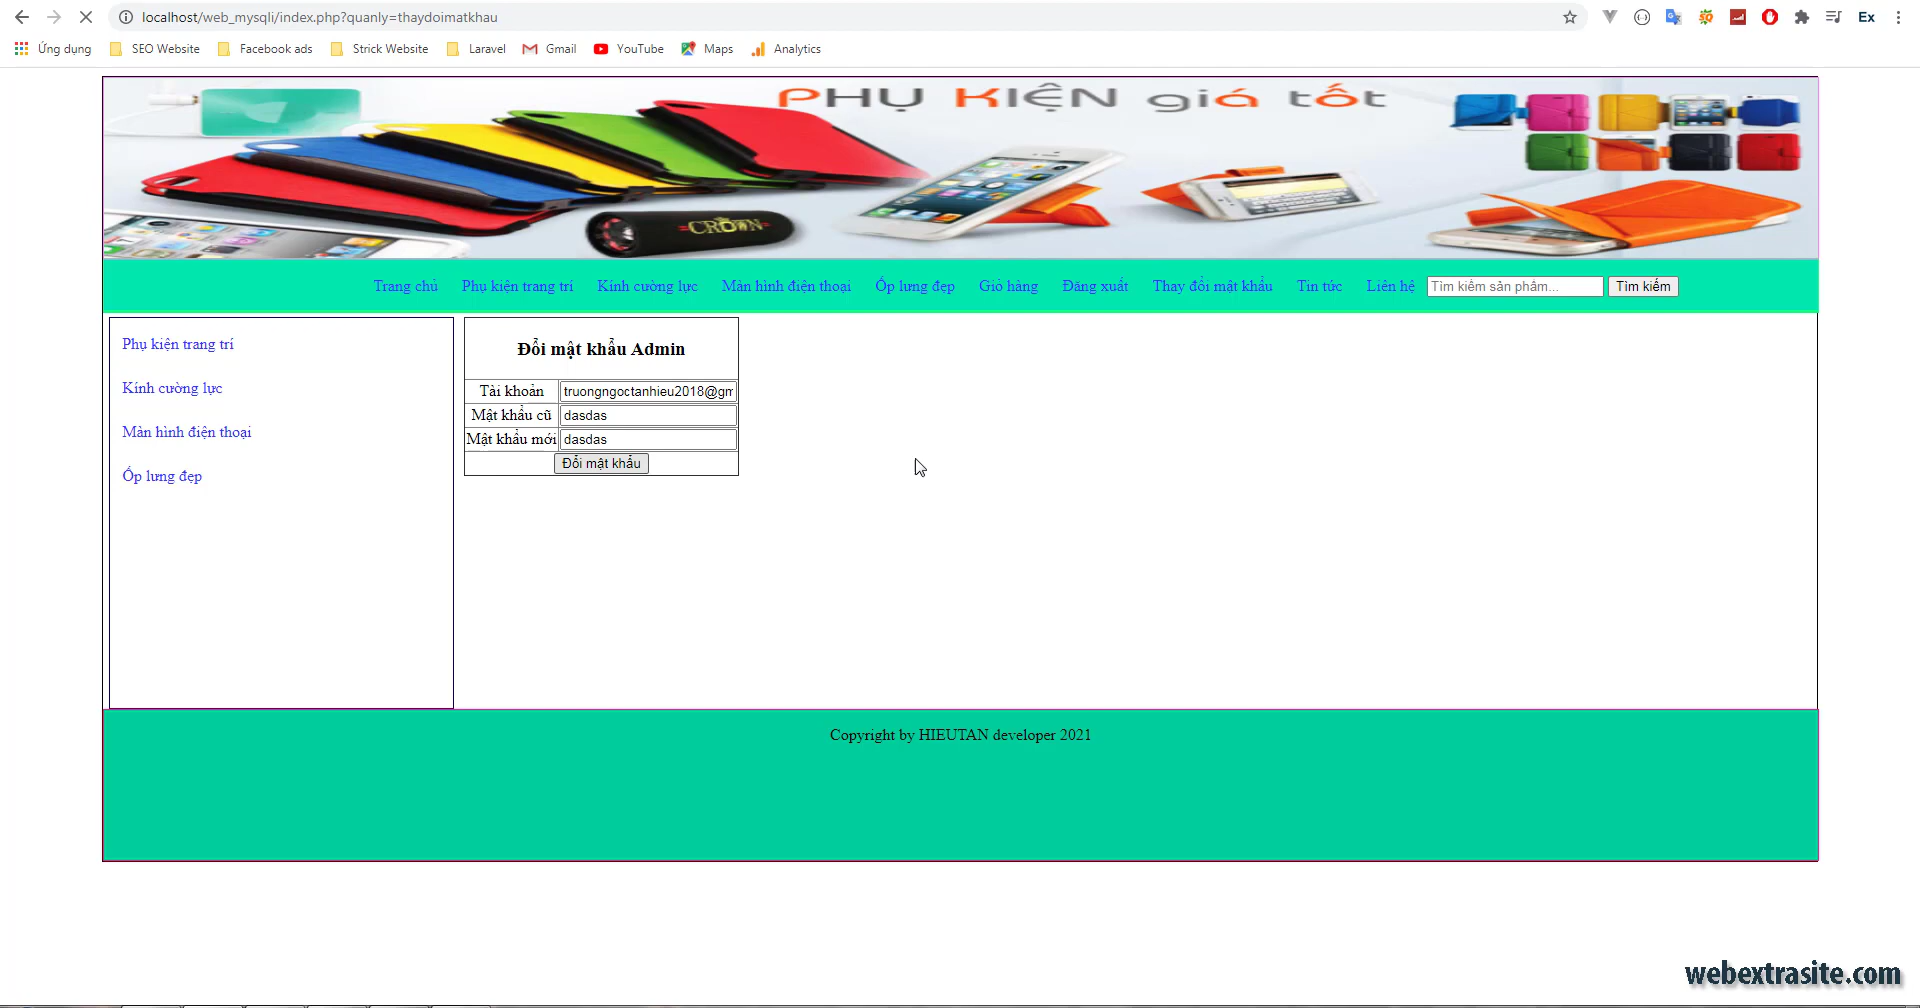 localhost/web_mysqli/index.php?quanly=thaydoimatkhau
Ex
Ứng dụng SEO Website Facebook ads Strick Website Laravel Gmail YouTube Maps Analytics
PHỤ KIỆN giá tốt
CROWN
Trang chủ Phụ kiện trang trí Kính cường lực Màn hình điện thoại Ốp lưng đẹp Giỏ hàng Đăng xuất Thay đổi mật khẩu Tin tức Liên hệ Tìm kiếm sản phẩm... Tìm kiếm
Phụ kiện trang trí
Kính cường lực
Màn hình điện thoại
Ốp lưng đẹp
Đổi mật khẩu Admin
Tài khoản truongngoctanhieu2018@gm
Mật khẩu cũ dasdas
Mật khẩu mới dasdas
Đổi mật khẩu
Copyright by HIEUTAN developer 2021
webextrasite.com